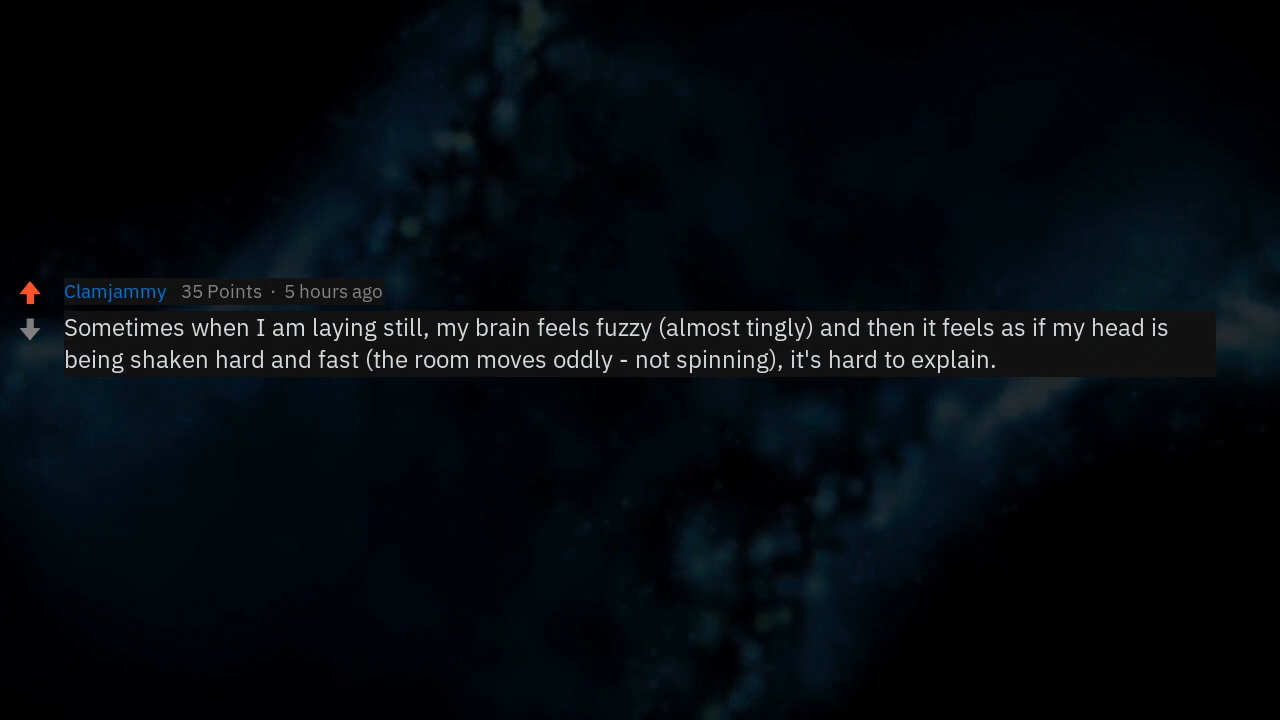 Clamjammy 35 Points · 5 hours ago
Sometimes when I am laying still, my brain feels fuzzy (almost tingly) and then it feels as if my head is
being shaken hard and fast (the room moves oddly - not spinning), it's hard to explain.